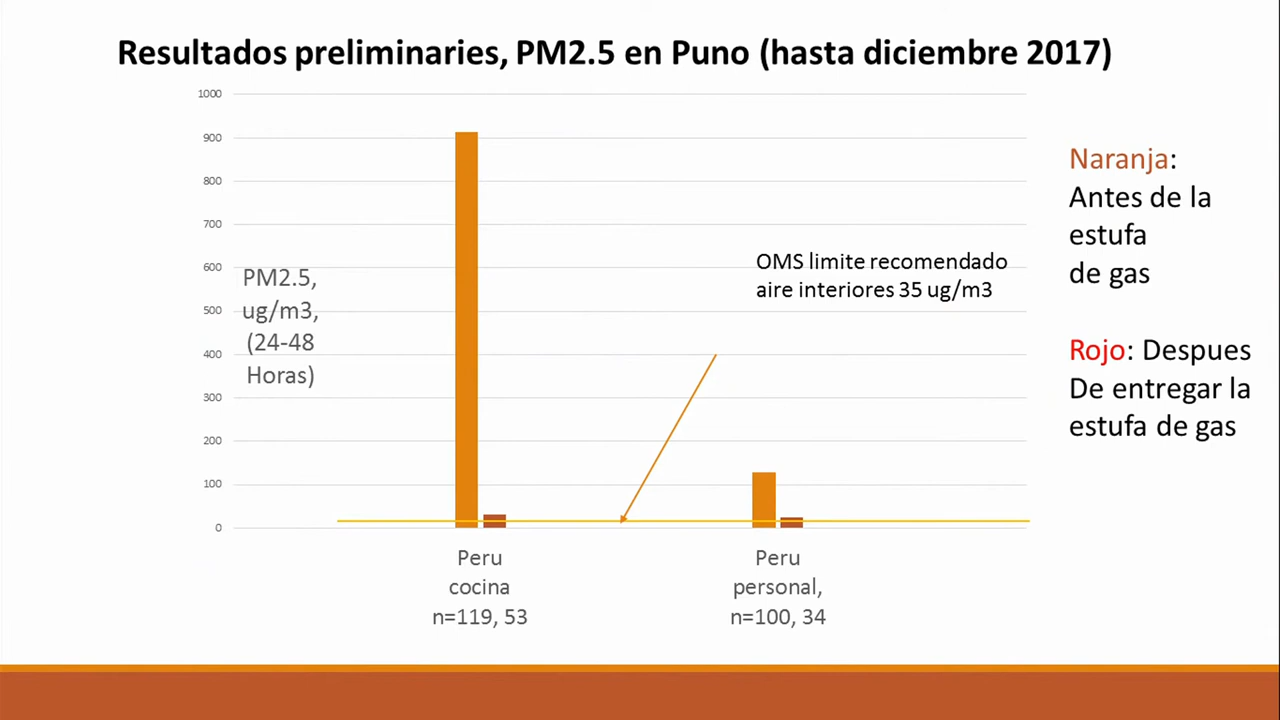 Resultados preliminaries, PM2.5 en Puno (hasta diciembre 2017)
1000
900
800
700
600
500
400
300
200
100
0
PM2.5,
ug/m3,
(24-48
Horas)
OMS limite recomendado
aire interiores 35 ug/m3
Peru
cocina
n=119, 53
Peru
personal,
n=100, 34
Naranja:
Antes de la
estufa
de gas
Rojo: Despues
De entregar la
estufa de gas